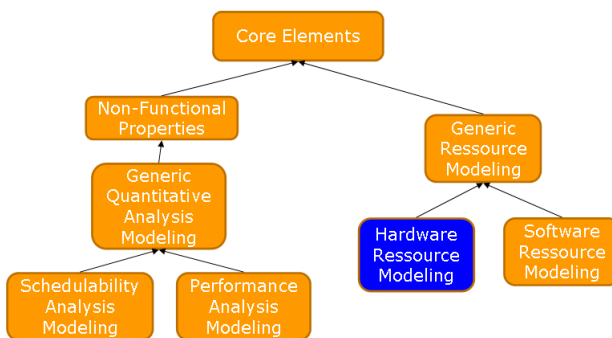 Core Elements
Non-Functional
Properties
Generic
Ressource
Modeling
Generic
Quantitative
Analysis
Modeling
Hardware
Ressource
Modeling
Software
Ressource
Modeling
Schedulability
Analysis
Modeling
Performance
Analysis
Modeling